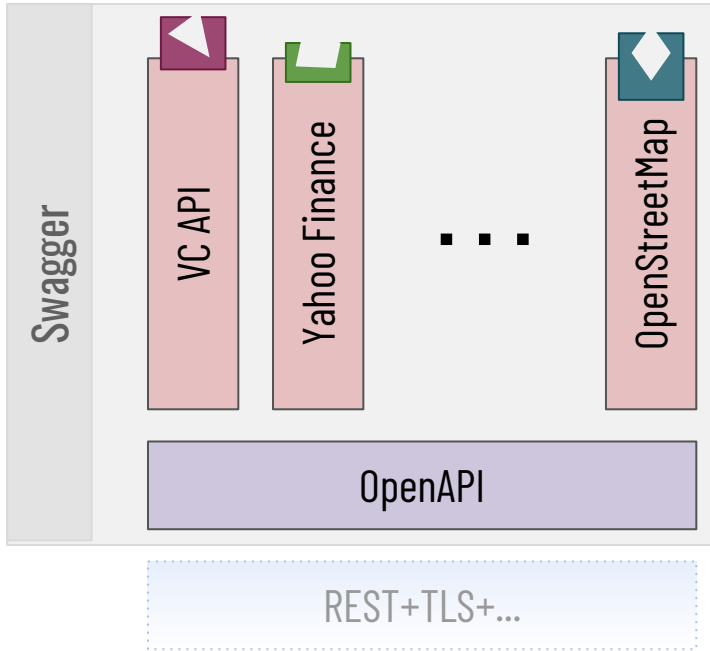 Swagger
VC API
Yahoo Finance
...
OpenStreetMap
OpenAPI
REST+TLS+...